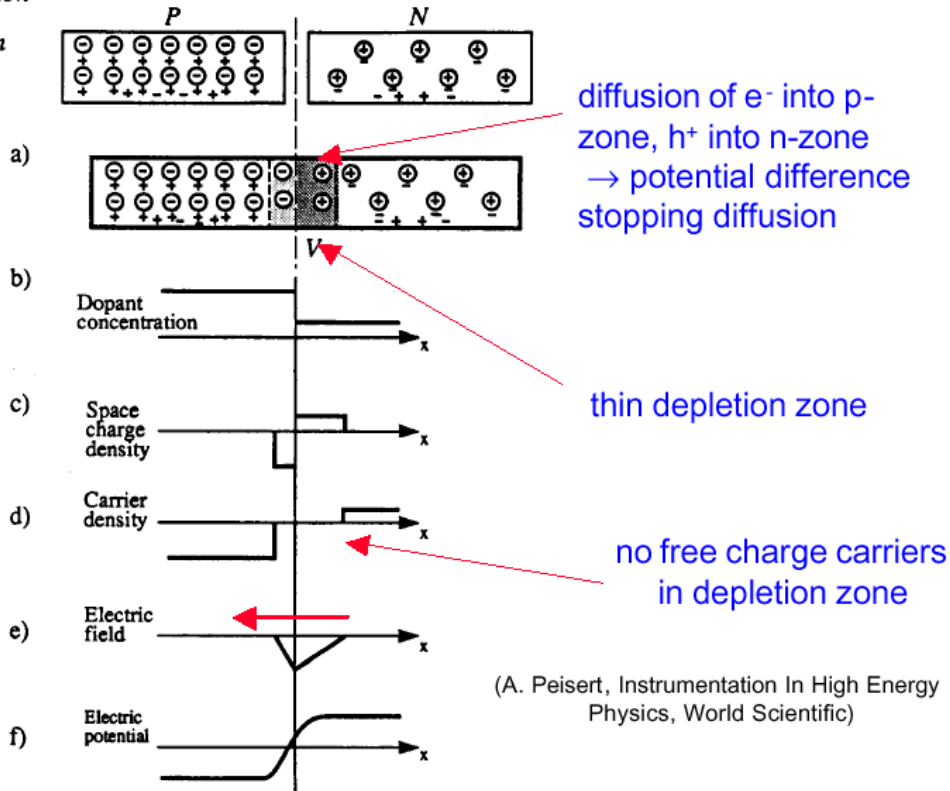 P
N
diffusion of e- into p-
zone, h+ into n-zone
→ potential difference
stopping diffusion
a)
V
b)
Dopant
concentration
x
thin depletion zone
c)
Space
charge
density
x
d)
Carrier
density
x
no free charge carriers
in depletion zone
e)
Electric
field
x
(A. Peisert, Instrumentation In High Energy
Physics, World Scientific)
f)
Electric
potential
x